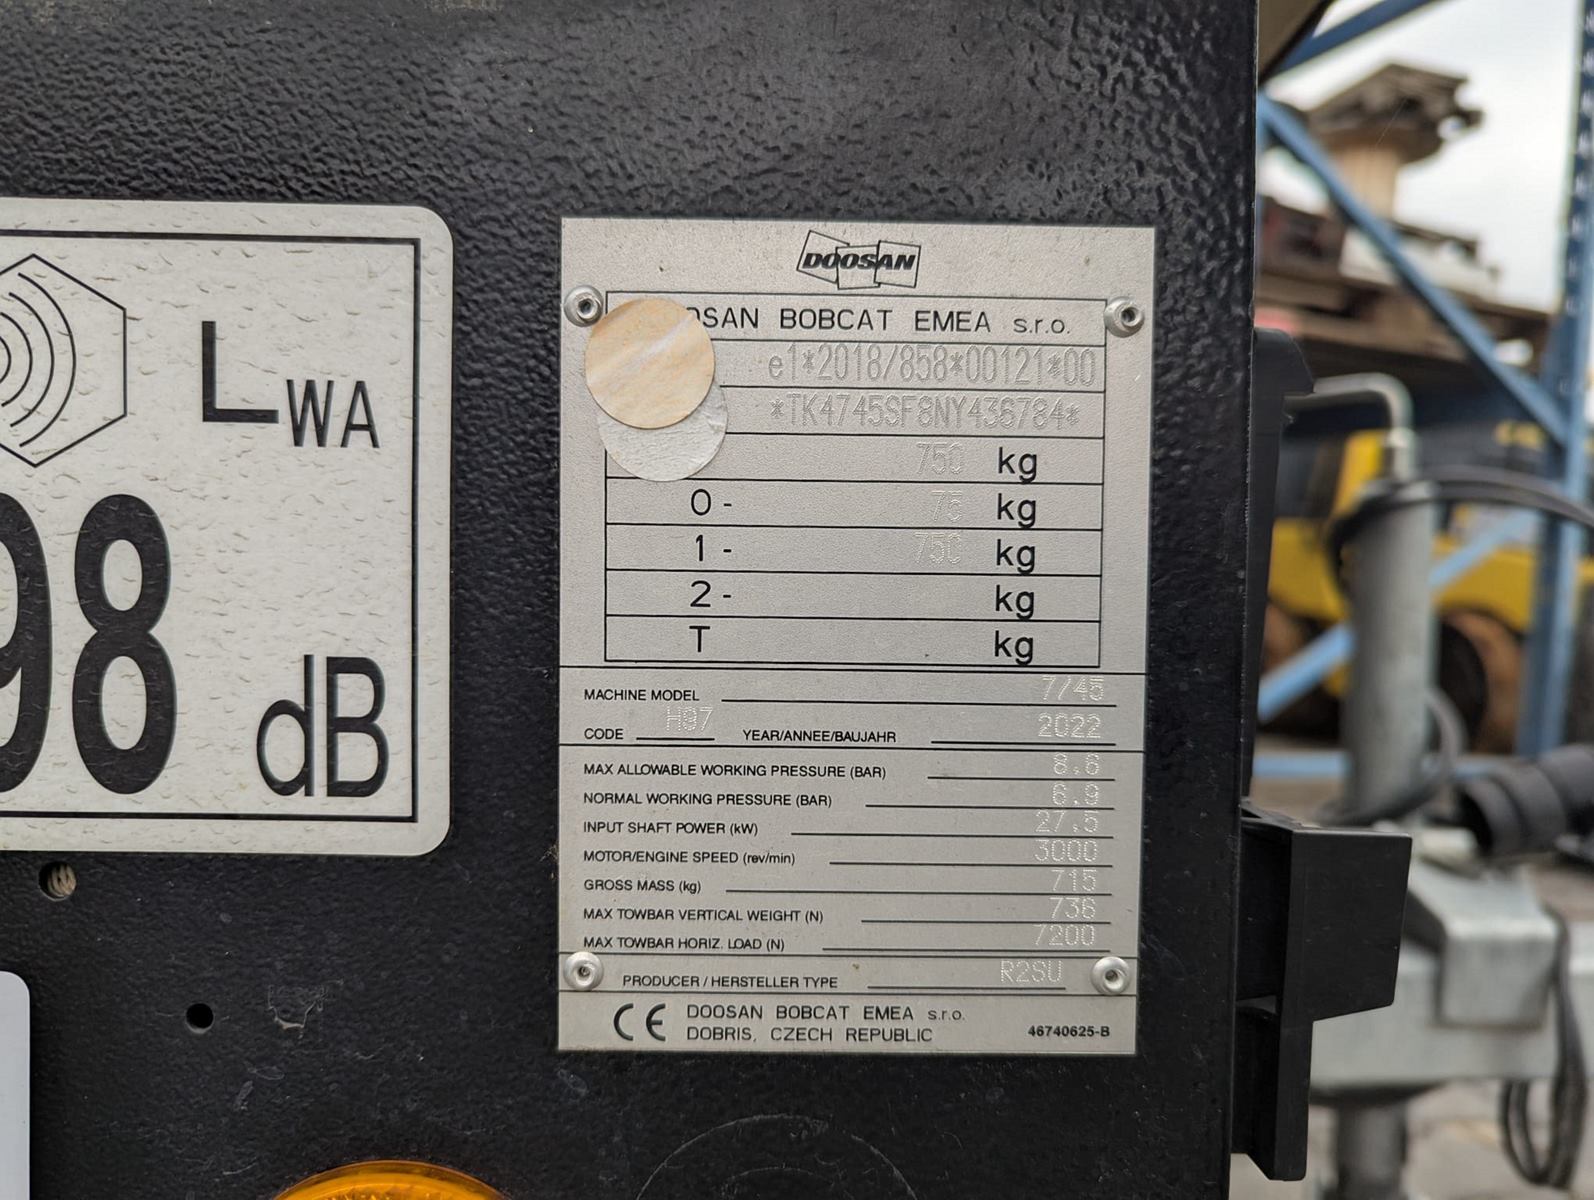 LWA
98
dB
DOOSAN
OSAN BOBCAT EMEA s.r.o.
e1*2018/858*00121*00
*TK4745SF8NY436784*
750 kg
0- 75 kg
1- 750 kg
2- kg
T kg
MACHINE MODEL 7/45
CODE H97 YEAR/ANNEE/BAUJAHR 2022
MAX ALLOWABLE WORKING PRESSURE (BAR) 8.6
NORMAL WORKING PRESSURE (BAR) 6.9
INPUT SHAFT POWER (kW) 27.5
MOTOR/ENGINE SPEED (rev/min) 3000
GROSS MASS (kg) 715
MAX TOWBAR VERTICAL WEIGHT (N) 736
MAX TOWBAR HORIZ. LOAD (N) 7200
PRODUCER / HERSTELLER TYPE R2SU
CE DOOSAN BOBCAT EMEA s.r.o.
DOBRIS, CZECH REPUBLIC 46740625-B